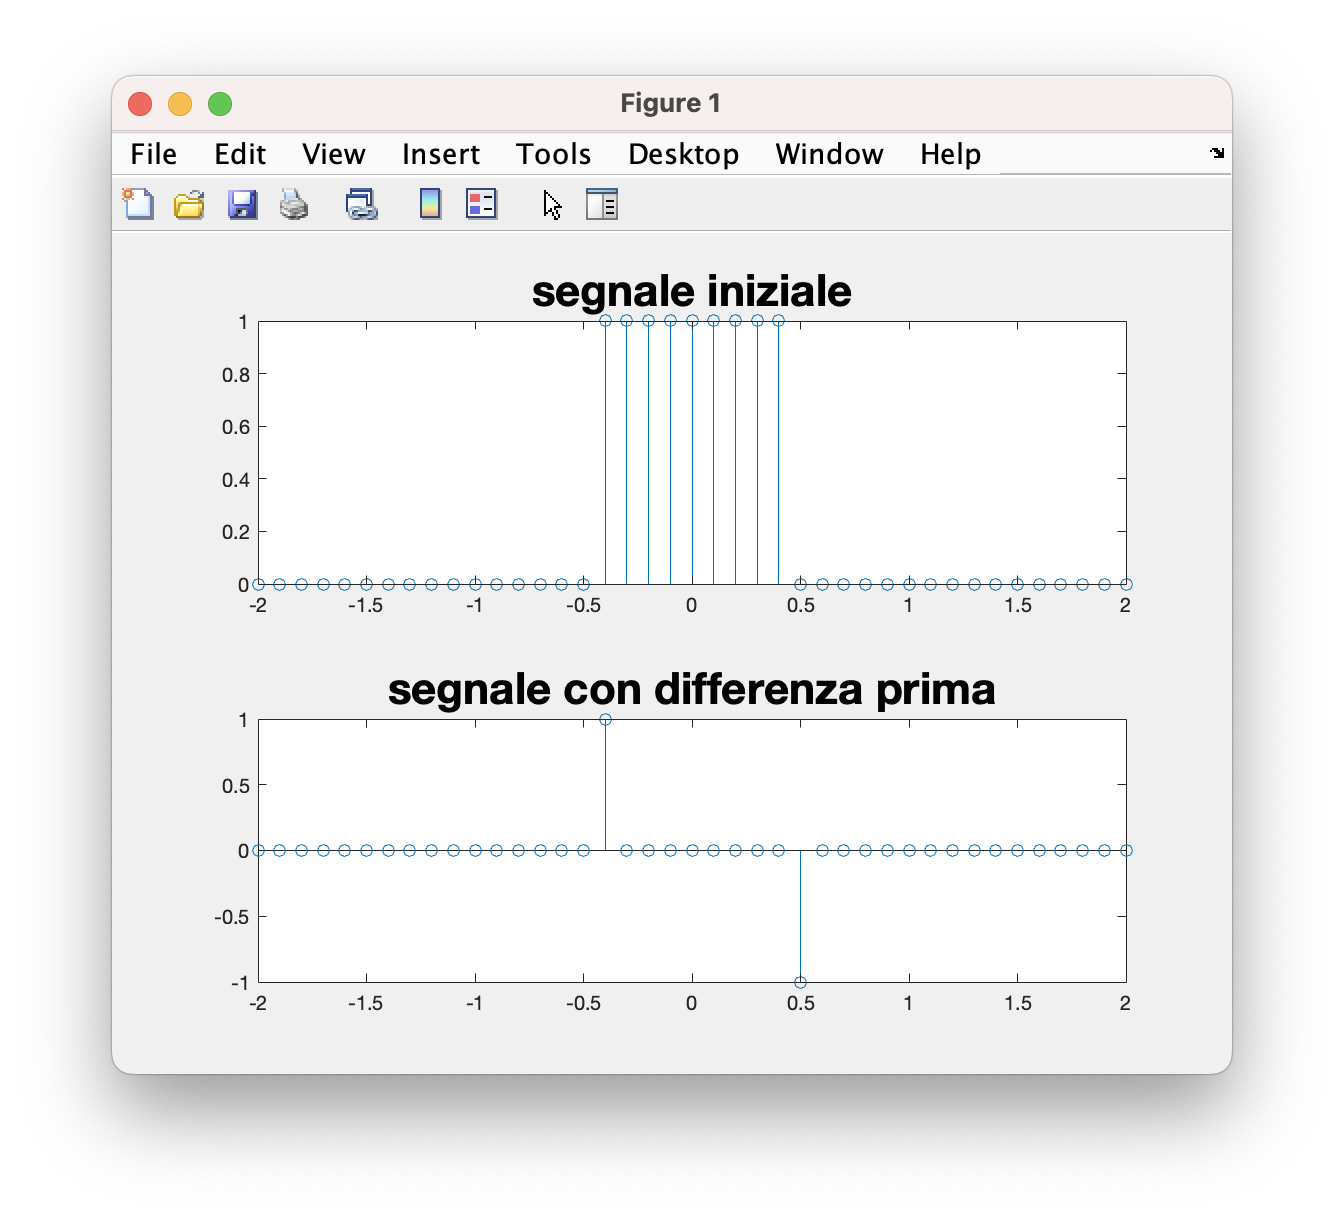 Figure 1
File Edit View Insert Tools Desktop Window Help
segnale iniziale
1
0.8
0.6
0.4
0.2
0
-2 -1.5 -1 -0.5 0 0.5 1 1.5 2
segnale con differenza prima
1
0.5
0
-0.5
-1
-2 -1.5 -1 -0.5 0 0.5 1 1.5 2